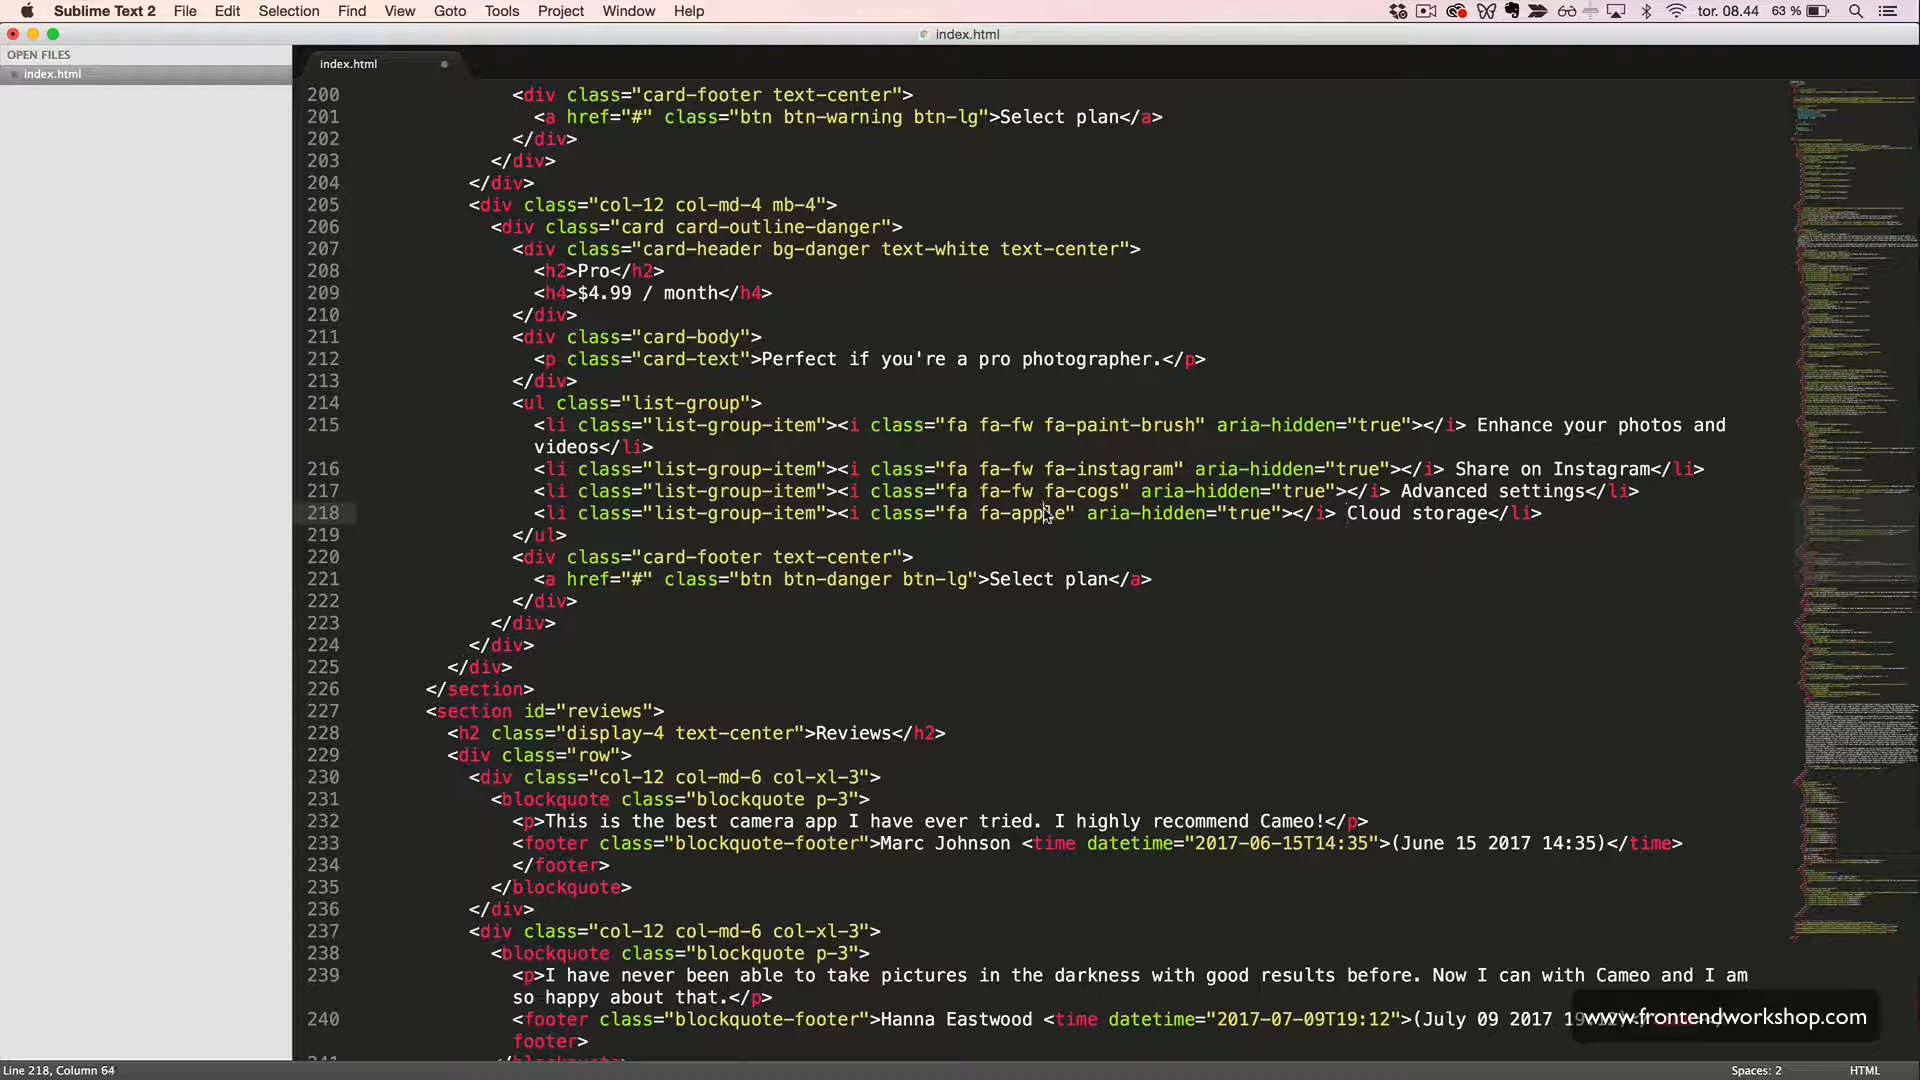 Sublime Text 2 File Edit Selection Find View Goto Tools Project Window Help tor. 08.44 63 %
index.html
OPEN FILES
index.html
index.html
200 <div class="card-footer text-center">
201 <a href="#" class="btn btn-warning btn-lg">Select plan</a>
202 </div>
203 </div>
204 </div>
205 <div class="col-12 col-md-4 mb-4">
206 <div class="card card-outline-danger">
207 <div class="card-header bg-danger text-white text-center">
208 <h2>Pro</h2>
209 <h4>$4.99 / month</h4>
210 </div>
211 <div class="card-body">
212 <p class="card-text">Perfect if you're a pro photographer.</p>
213 </div>
214 <ul class="list-group">
215 <li class="list-group-item"><i class="fa fa-fw fa-paint-brush" aria-hidden="true"></i> Enhance your photos and
videos</li>
216 <li class="list-group-item"><i class="fa fa-fw fa-instagram" aria-hidden="true"></i> Share on Instagram</li>
217 <li class="list-group-item"><i class="fa fa-fw fa-cogs" aria-hidden="true"></i> Advanced settings</li>
218 <li class="list-group-item"><i class="fa fa-apple" aria-hidden="true"></i> Cloud storage</li>
219 </ul>
220 <div class="card-footer text-center">
221 <a href="#" class="btn btn-danger btn-lg">Select plan</a>
222 </div>
223 </div>
224 </div>
225 </div>
226 </section>
227 <section id="reviews">
228 <h2 class="display-4 text-center">Reviews</h2>
229 <div class="row">
230 <div class="col-12 col-md-6 col-xl-3">
231 <blockquote class="blockquote p-3">
232 <p>This is the best camera app I have ever tried. I highly recommend Cameo!</p>
233 <footer class="blockquote-footer">Marc Johnson <time datetime="2017-06-15T14:35">(June 15 2017 14:35)</time>
234 </footer>
235 </blockquote>
236 </div>
237 <div class="col-12 col-md-6 col-xl-3">
238 <blockquote class="blockquote p-3">
239 <p>I have never been able to take pictures in the darkness with good results before. Now I can with Cameo and I am
so happy about that.</p>
240 <footer class="blockquote-footer">Hanna Eastwood <time datetime="2017-07-09T19:12">(July 09 2017
footer>
www.frontendworkshop.com
Line 218, Column 64 Spaces: 2 HTML